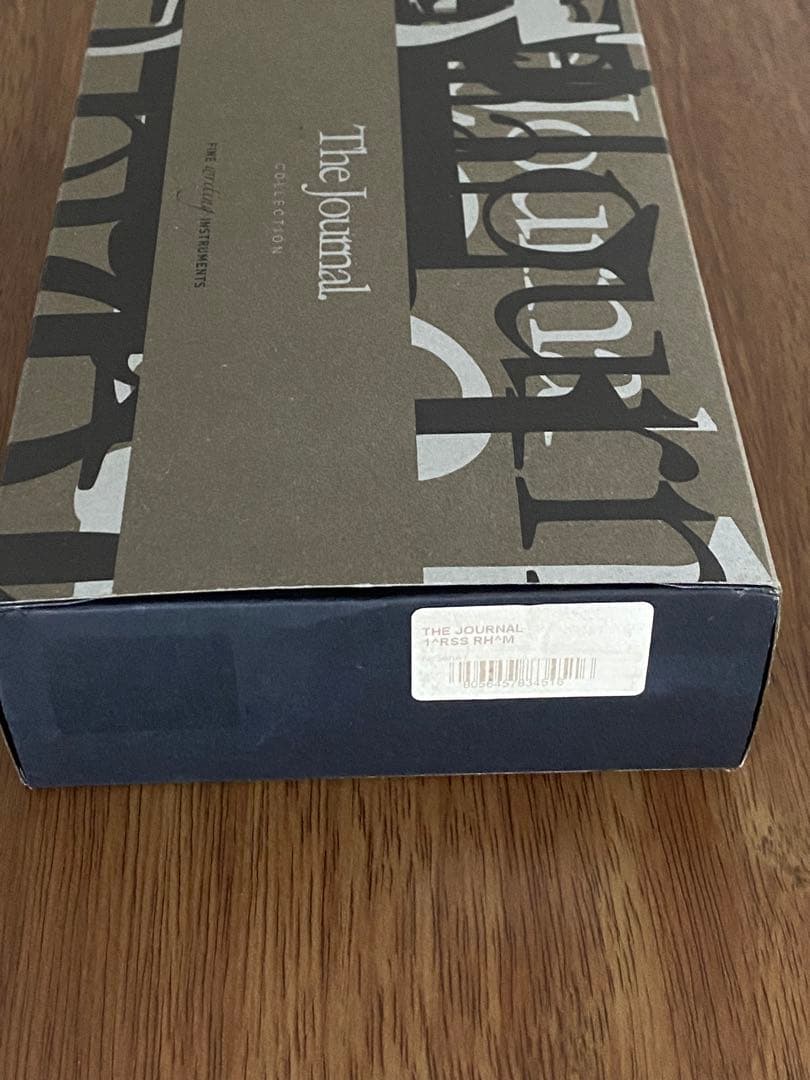 The Journal
COLLECTION
FINE writing INSTRUMENTS
THE JOURNAL
1^RSS RH^M